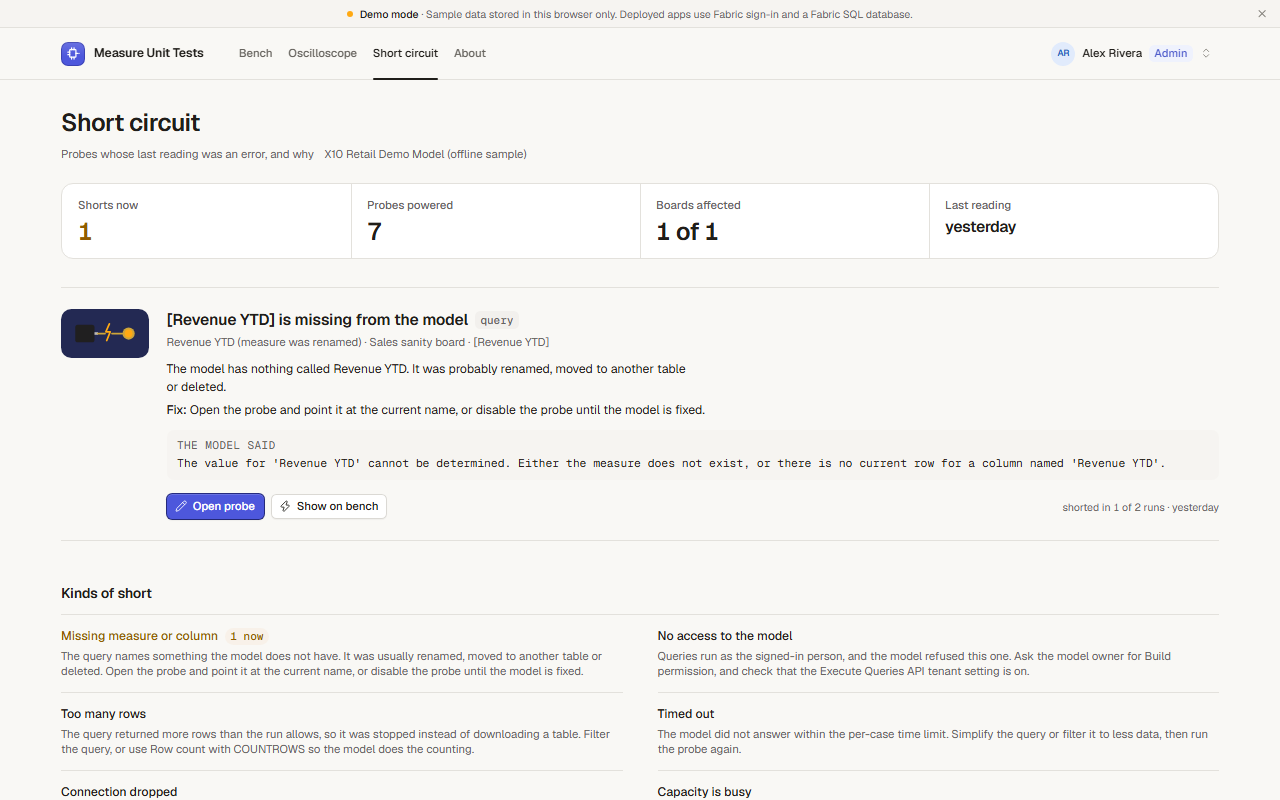 Demo mode · Sample data stored in this browser only. Deployed apps use Fabric sign-in and a Fabric SQL database.
Measure Unit Tests
Bench
Oscilloscope
Short circuit
About
AR
Alex Rivera
Admin
Short circuit
Probes whose last reading was an error, and why
X10 Retail Demo Model (offline sample)
Shorts now
1
Probes powered
7
Boards affected
1 of 1
Last reading
yesterday
[Revenue YTD] is missing from the model
query
Revenue YTD (measure was renamed) · Sales sanity board · [Revenue YTD]
The model has nothing called Revenue YTD. It was probably renamed, moved to another table
or deleted.
Fix: Open the probe and point it at the current name, or disable the probe until the model is fixed.
THE MODEL SAID
The value for 'Revenue YTD' cannot be determined. Either the measure does not exist, or there is no current row for a column named 'Revenue YTD'.
Open probe
Show on bench
shorted in 1 of 2 runs · yesterday
Kinds of short
Missing measure or column
1 now
The query names something the model does not have. It was usually renamed, moved to another table or
deleted. Open the probe and point it at the current name, or disable the probe until the model is fixed.
No access to the model
Queries run as the signed-in person, and the model refused this one. Ask the model owner for Build
permission, and check that the Execute Queries API tenant setting is on.
Too many rows
The query returned more rows than the run allows, so it was stopped instead of downloading a table. Filter
the query, or use Row count with COUNTROWS so the model does the counting.
Timed out
The model did not answer within the per-case time limit. Simplify the query or filter it to less data, then run
the probe again.
Connection dropped
Capacity is busy